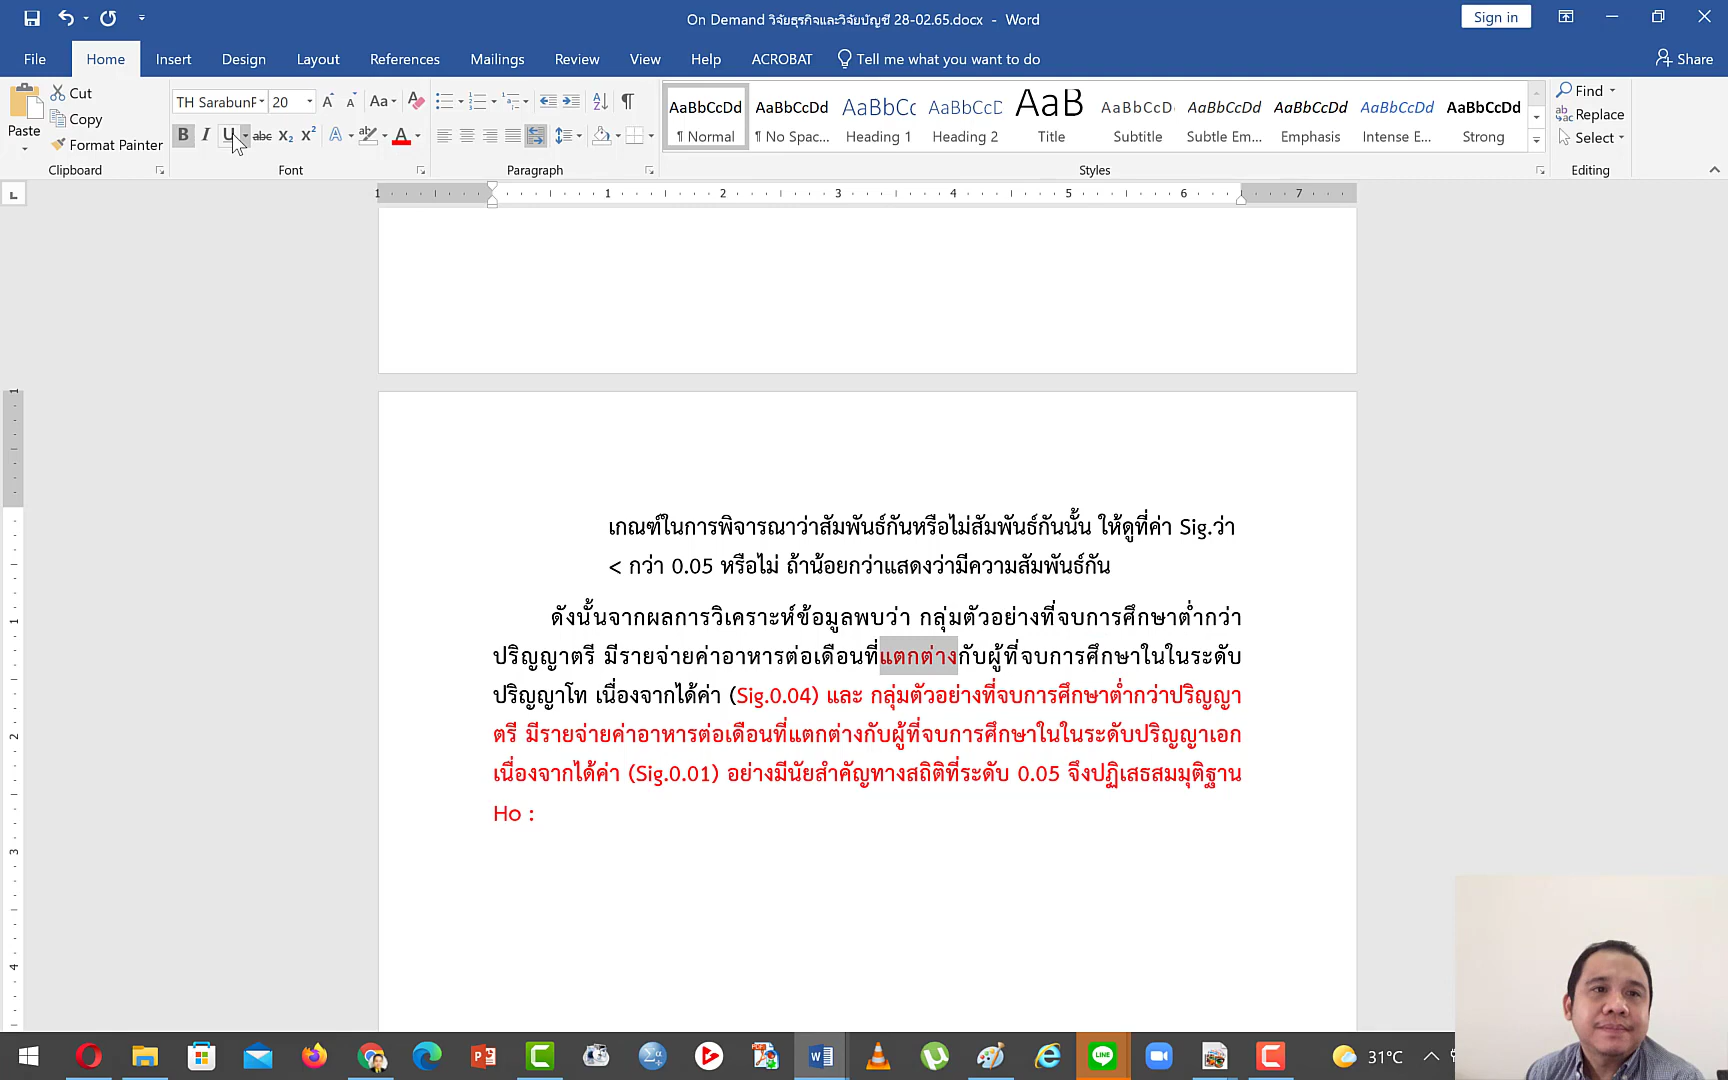 On Demand วิจัยธุรกิจและวิจัยบัญชี 28-02.65.docx - Word
Sign in
File Home Insert Design Layout References Mailings Review View Help ACROBAT Tell me what you want to do Share
Paste
Cut
Copy
Format Painter
Clipboard
TH SarabunP 20
Font
Paragraph
AaBbCcDd AaBbCcDd AaBbCc AaBbCcD AaB AaBbCcD AaBbCcDd AaBbCcDd AaBbCcDd AaBbCcDd
¶ Normal ¶ No Spac... Heading 1 Heading 2 Title Subtitle Subtle Em... Emphasis Intense E... Strong
Styles
Find
Replace
Select
Editing
1 1 2 3 4 5 6 7
เกณฑ์ในการพิจารณาว่าสัมพันธ์กันหรือไม่สัมพันธ์กันนั้น ให้ดูที่ค่า Sig.ว่า
< กว่า 0.05 หรือไม่ ถ้าน้อยกว่าแสดงว่ามีความสัมพันธ์กัน
ดังนั้นจากผลการวิเคราะห์ข้อมูลพบว่า กลุ่มตัวอย่างที่จบการศึกษาต่ำกว่า
ปริญญาตรี มีรายจ่ายค่าอาหารต่อเดือนที่แตกต่างกับผู้ที่จบการศึกษาในในระดับ
ปริญญาโท เนื่องจากได้ค่า (Sig.0.04) และ กลุ่มตัวอย่างที่จบการศึกษาต่ำกว่าปริญญา
ตรี มีรายจ่ายค่าอาหารต่อเดือนที่แตกต่างกับผู้ที่จบการศึกษาในในระดับปริญญาเอก
เนื่องจากได้ค่า (Sig.0.01) อย่างมีนัยสำคัญทางสถิติที่ระดับ 0.05 จึงปฏิเสธสมมุติฐาน
Ho :
1
1
2
3
4
31°C